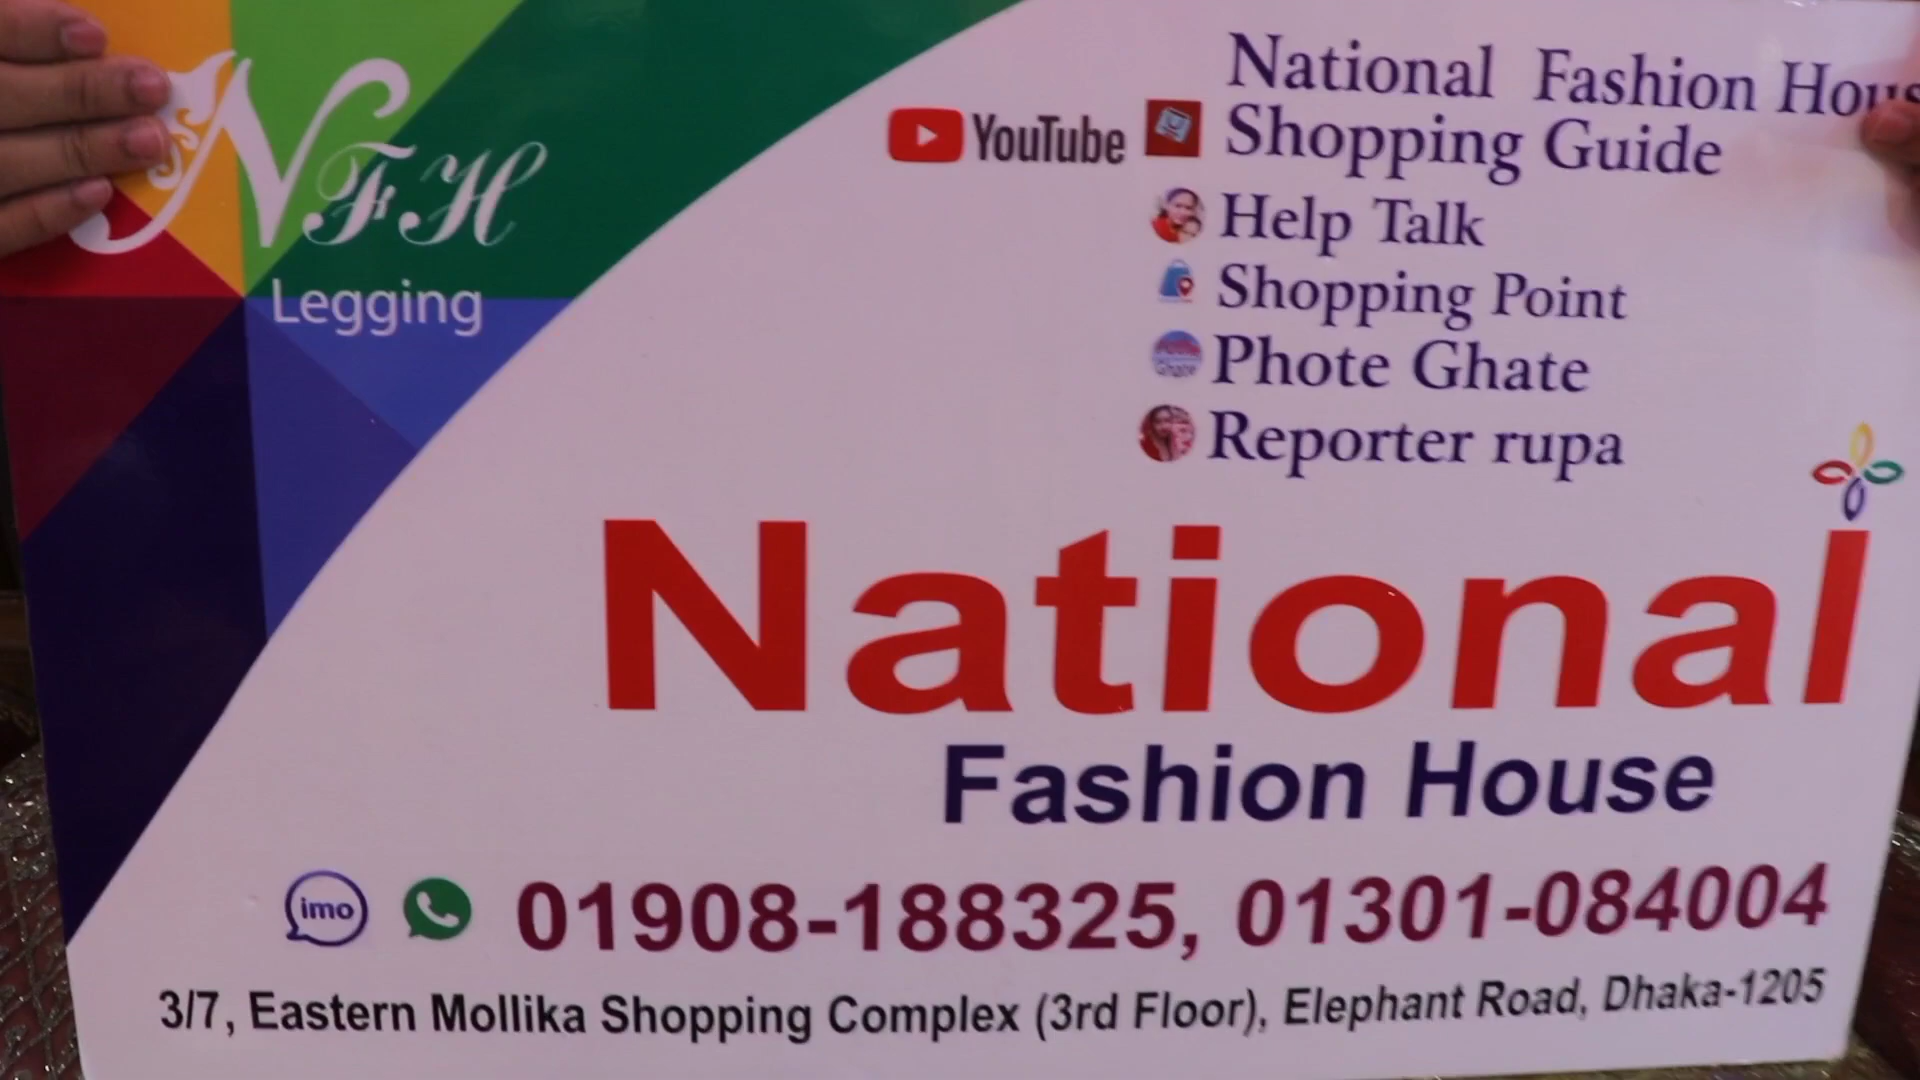 NFH
Legging
National Fashion Hous
YouTube Shopping Guide
Help Talk
Shopping Point
Phote Ghate
Reporter rupa
National
Fashion House
imo 01908-188325, 01301-084004
3/7, Eastern Mollika Shopping Complex (3rd Floor), Elephant Road, Dhaka-1205